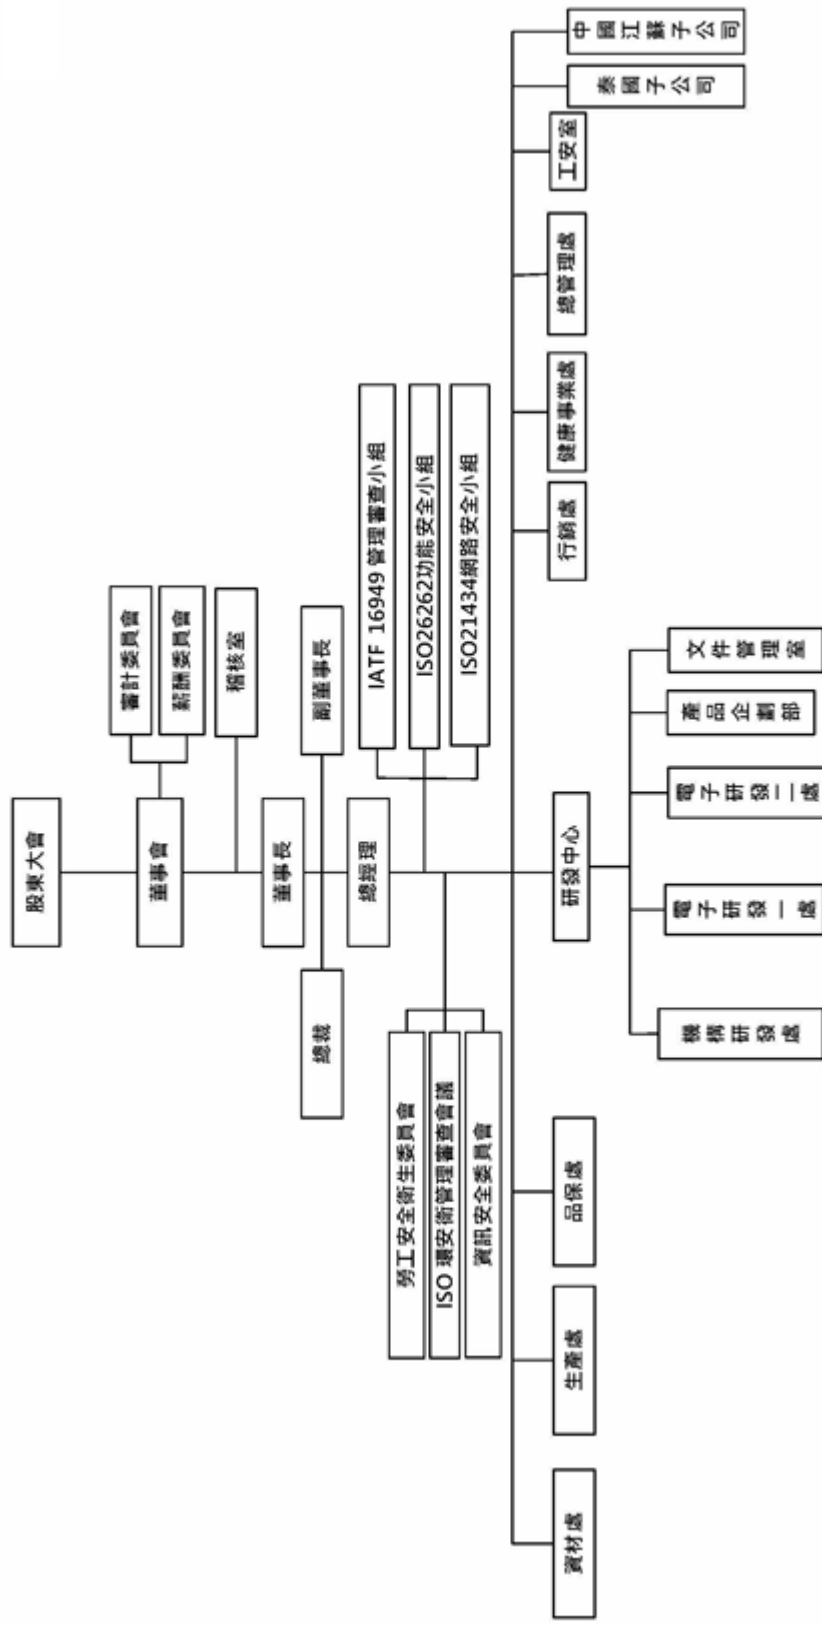 股東大會
董事會
審計委員會
薪酬委員會
稽核室
董事長
總裁
副董事長
總經理
IATF 16949 管理審查小組
ISO26262功能安全小組
ISO21434網路安全小組
勞工安全衛生委員會
ISO 環安衛管理審查會議
資訊安全委員會
資材處
生產處
品保處
研發中心
行銷處
健康事業處
總管理處
工安室
泰國子公司
中國江蘇子公司
機構研發處
電子研發一處
電子研發二處
產品企劃部
文件管理室